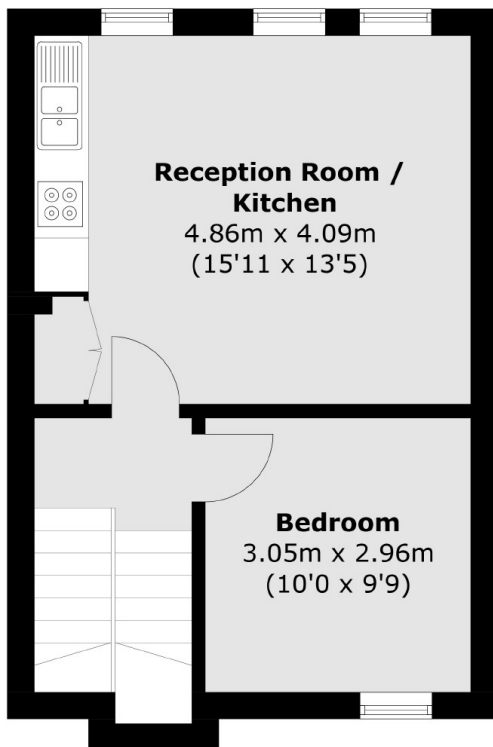 Reception Room /
Kitchen
4.86m x 4.09m
(15'11 x 13'5)
Bedroom
3.05m x 2.96m
(10'0 x 9'9)